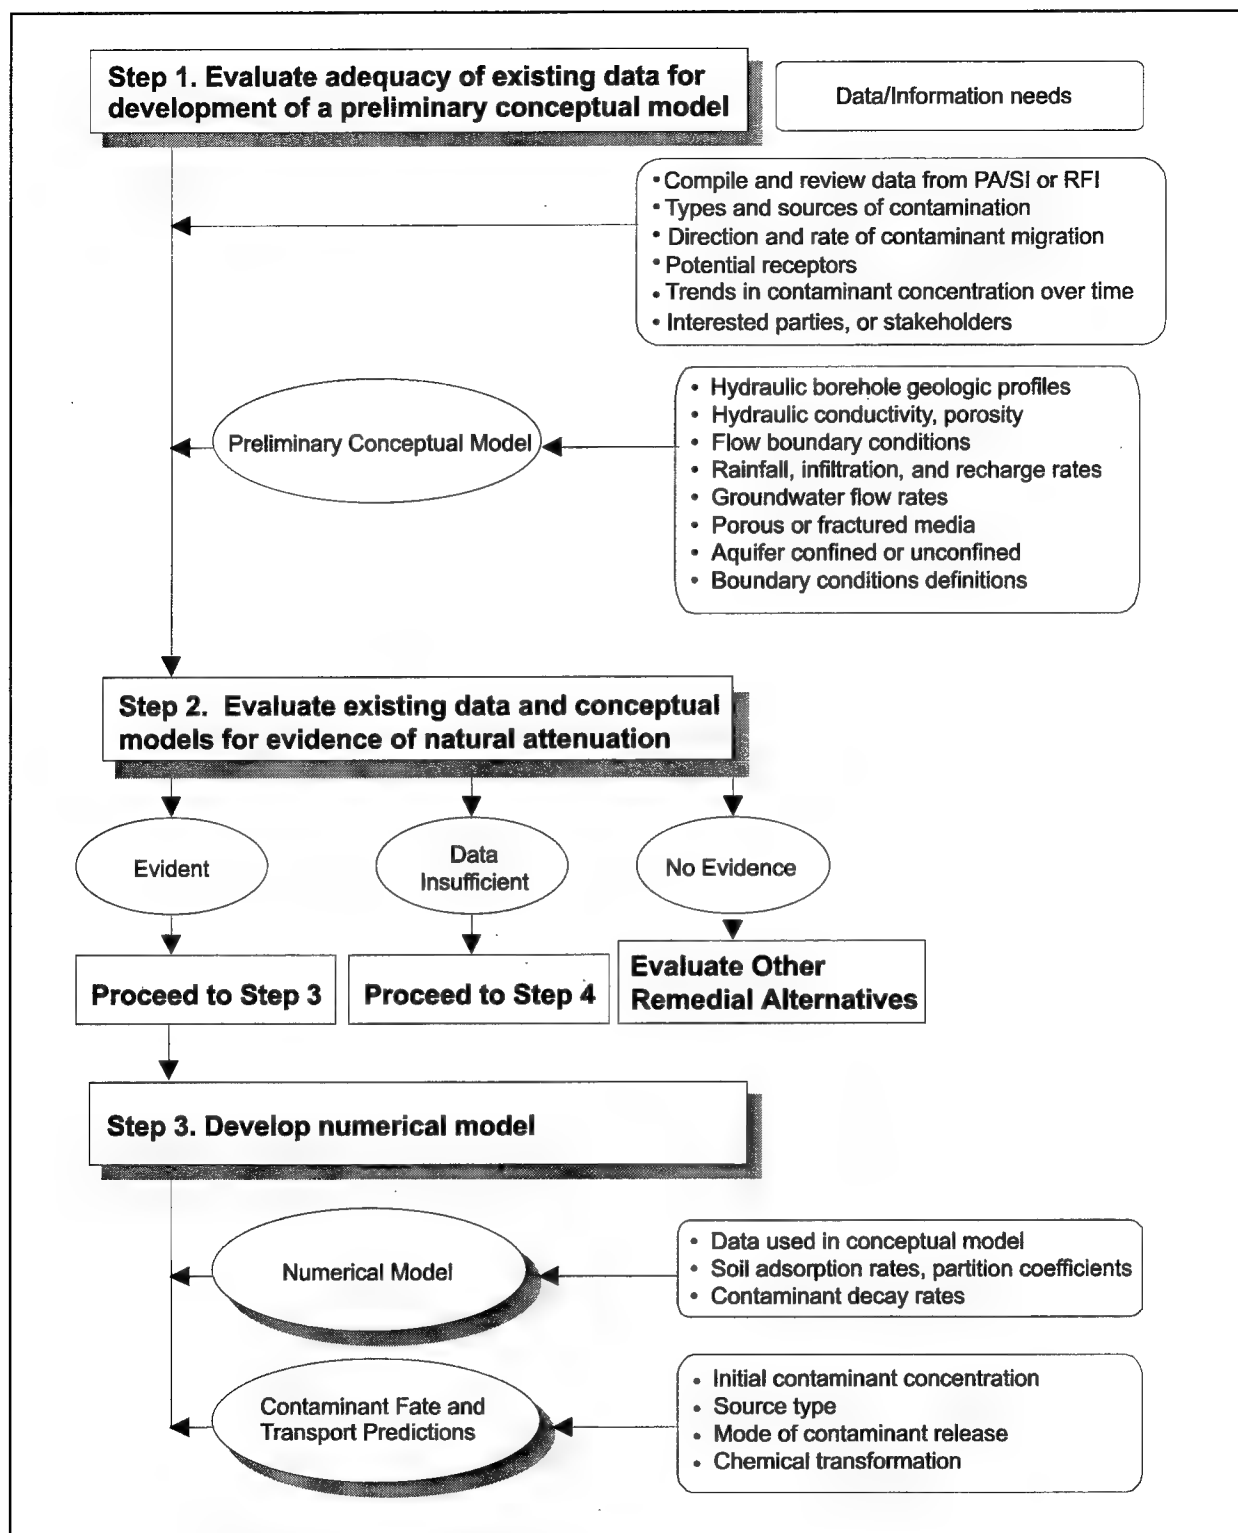 Step 1. Evaluate adequacy of existing data for
development of a preliminary conceptual model
Data/Information needs
• Compile and review data from PA/SI or RFI
• Types and sources of contamination
• Direction and rate of contaminant migration
• Potential receptors
• Trends in contaminant concentration over time
• Interested parties, or stakeholders
Preliminary Conceptual Model
• Hydraulic borehole geologic profiles
• Hydraulic conductivity, porosity
• Flow boundary conditions
• Rainfall, infiltration, and recharge rates
• Groundwater flow rates
• Porous or fractured media
• Aquifer confined or unconfined
• Boundary conditions definitions
Step 2. Evaluate existing data and conceptual
models for evidence of natural attenuation
Evident
Data
Insufficient
No Evidence
Proceed to Step 3
Proceed to Step 4
Evaluate Other
Remedial Alternatives
Step 3. Develop numerical model
Numerical Model
• Data used in conceptual model
• Soil adsorption rates, partition coefficients
• Contaminant decay rates
Contaminant Fate and
Transport Predictions
• Initial contaminant concentration
• Source type
• Mode of contaminant release
• Chemical transformation